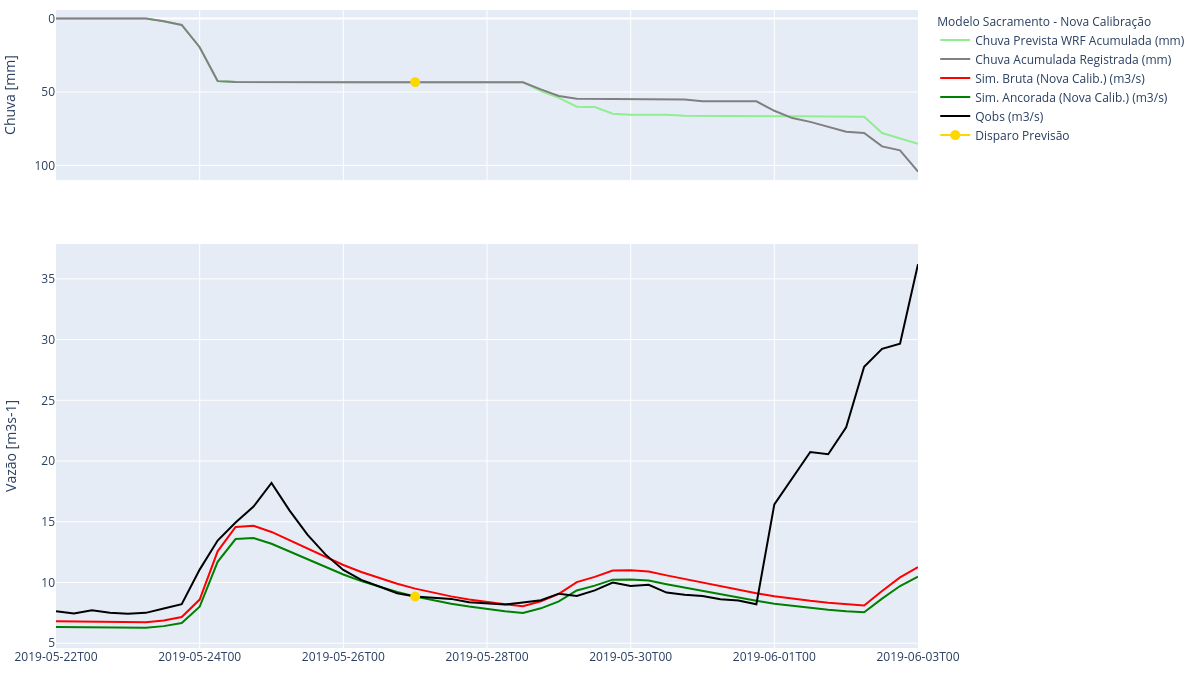 Modelo Sacramento - Nova Calibração
Chuva Prevista WRF Acumulada (mm)
Chuva Acumulada Registrada (mm)
Sim. Bruta (Nova Calib.) (m3/s)
Sim. Ancorada (Nova Calib.) (m3/s)
Qobs (m3/s)
Disparo Previsão
Chuva [mm]
0
50
100
Vazão [m3s-1]
35
30
25
20
15
10
5
2019-05-22T00 2019-05-24T00 2019-05-26T00 2019-05-28T00 2019-05-30T00 2019-06-01T00 2019-06-03T00